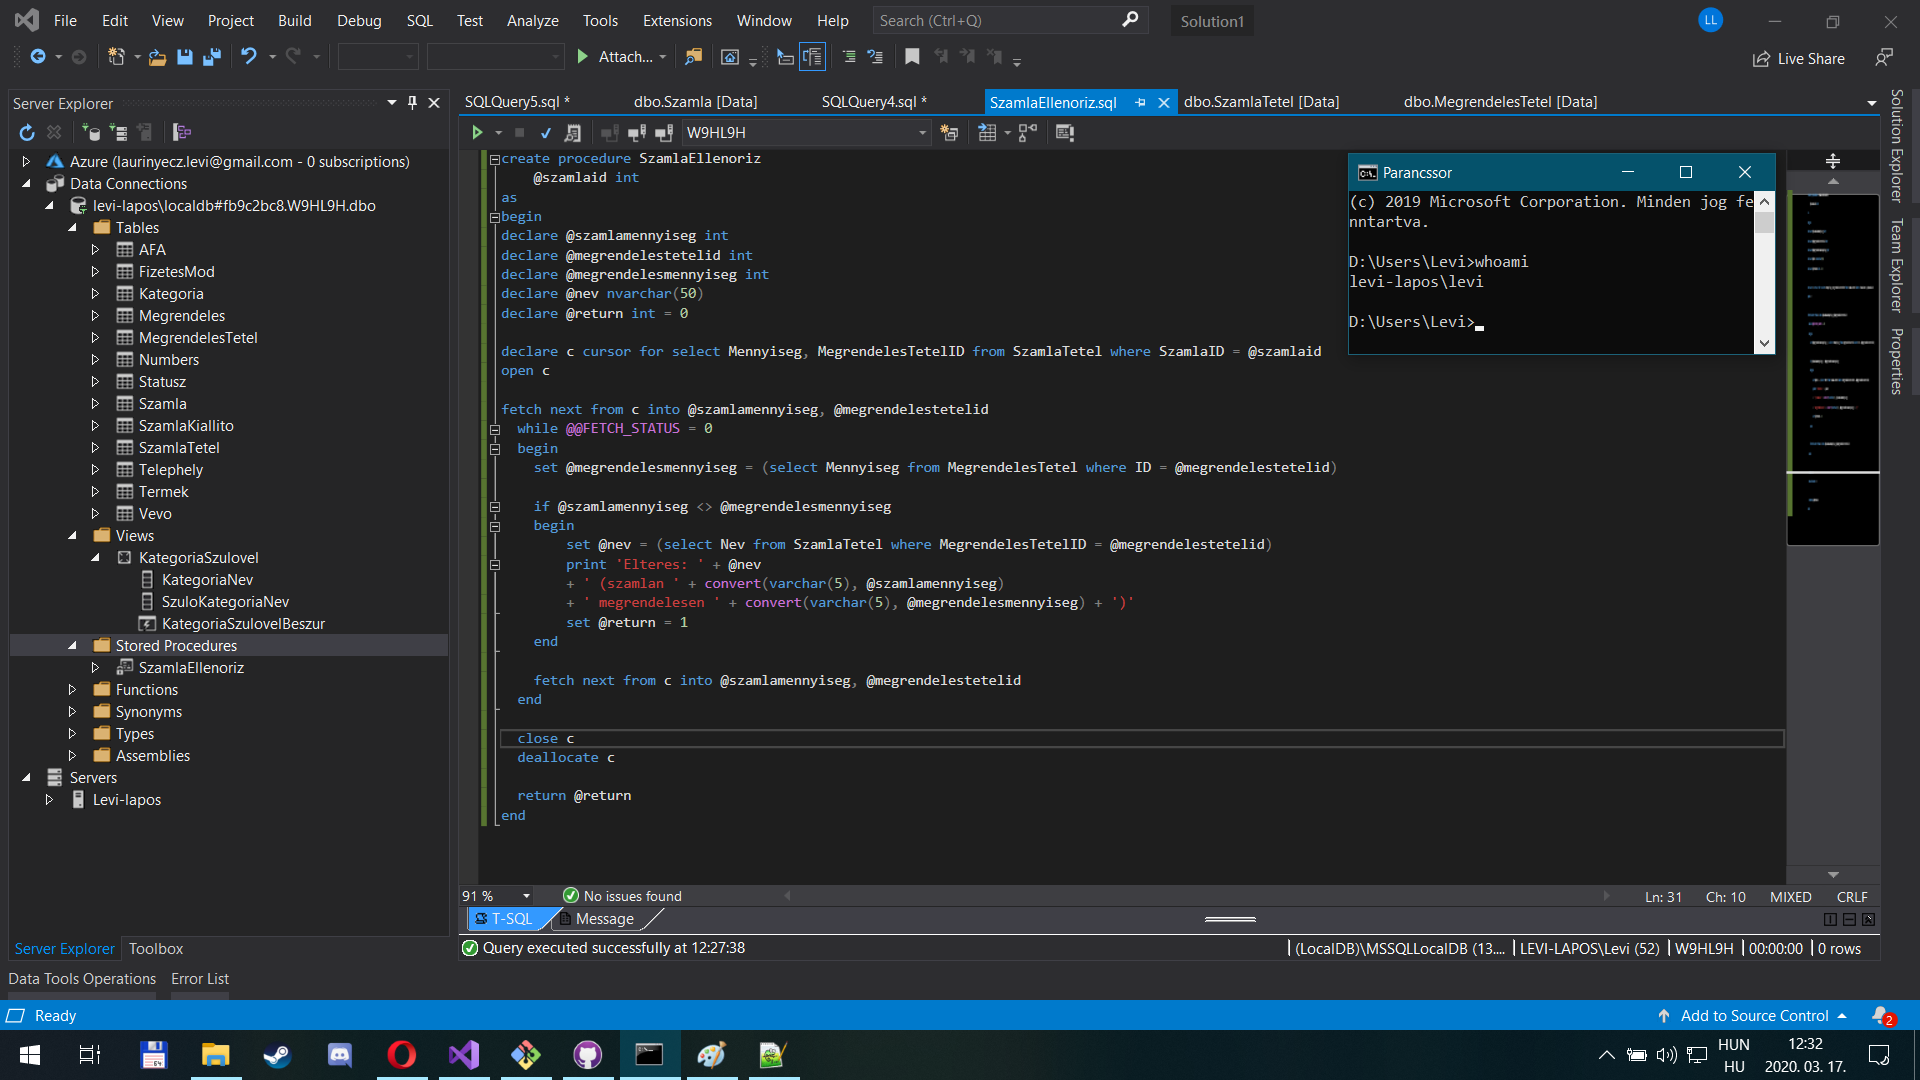 File Edit View Project Build Debug SQL Test Analyze Tools Extensions Window Help Search (Ctrl+Q) Solution1 LL
Attach... Live Share
Server Explorer
SQLQuery5.sql * dbo.Szamla [Data] SQLQuery4.sql * SzamlaEllenoriz.sql dbo.SzamlaTetel [Data] dbo.MegrendelesTetel [Data]
W9HL9H
Azure (laurinyecz.levi@gmail.com - 0 subscriptions)
Data Connections
levi-lapos\localdb#fb9c2bc8.W9HL9H.dbo
Tables
AFA
FizetesMod
Kategoria
Megrendeles
MegrendelesTetel
Numbers
Statusz
Szamla
SzamlaKiallito
SzamlaTetel
Telephely
Termek
Vevo
Views
KategoriaSzulovel
KategoriaNev
SzuloKategoriaNev
KategoriaSzulovelBeszur
Stored Procedures
SzamlaEllenoriz
Functions
Synonyms
Types
Assemblies
Servers
Levi-lapos
Server Explorer Toolbox
create procedure SzamlaEllenoriz
@szamlaid int
as
begin
declare @szamlamennyiseg int
declare @megrendelestetelid int
declare @megrendelesmennyiseg int
declare @nev nvarchar(50)
declare @return int = 0
declare c cursor for select Mennyiseg, MegrendelesTetelID from SzamlaTetel where SzamlaID = @szamlaid
open c
fetch next from c into @szamlamennyiseg, @megrendelestetelid
while @@FETCH_STATUS = 0
begin
set @megrendelesmennyiseg = (select Mennyiseg from MegrendelesTetel where ID = @megrendelestetelid)
if @szamlamennyiseg <> @megrendelesmennyiseg
begin
set @nev = (select Nev from SzamlaTetel where MegrendelesTetelID = @megrendelestetelid)
print 'Elteres: ' + @nev
+ ' (szamlan ' + convert(varchar(5), @szamlamennyiseg)
+ ' megrendelesen ' + convert(varchar(5), @megrendelesmennyiseg) + ')'
set @return = 1
end
fetch next from c into @szamlamennyiseg, @megrendelestetelid
end
close c
deallocate c
return @return
end
Parancssor
(c) 2019 Microsoft Corporation. Minden jog fe
nntartva.
D:\Users\Levi>whoami
levi-lapos\levi
D:\Users\Levi>
Solution Explorer
Team Explorer
Properties
91 % No issues found Ln: 31 Ch: 10 MIXED CRLF
T-SQL Message
Query executed successfully at 12:27:38 (LocalDB)\MSSQLLocalDB (13.... LEVI-LAPOS\Levi (52) W9HL9H 00:00:00 0 rows
Data Tools Operations Error List
Ready Add to Source Control 2
64
HUN 12:32
HU 2020. 03. 17.